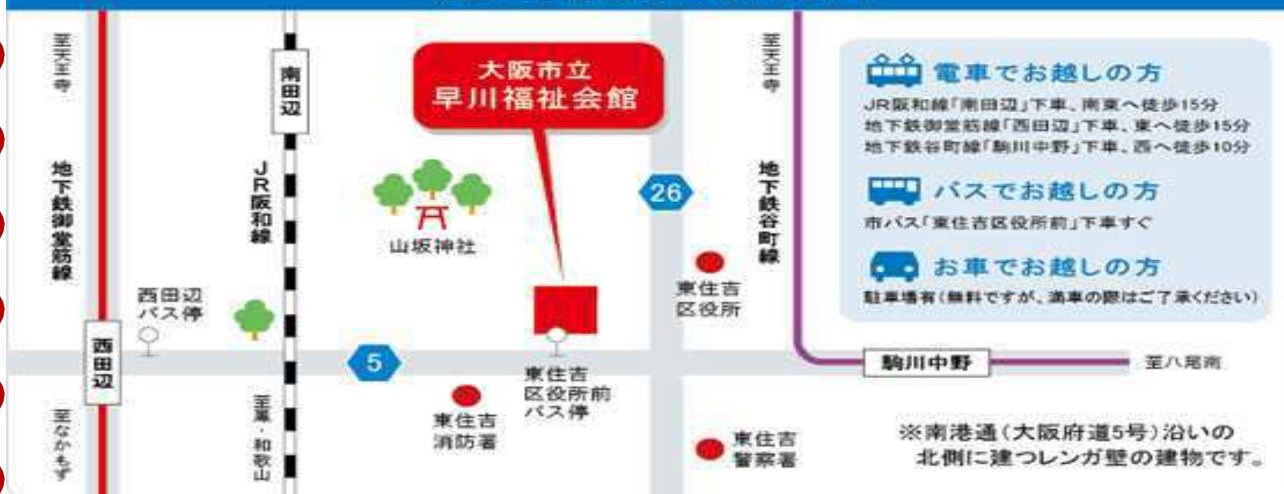 至天王寺
地下鉄御堂筋線
西田辺
至なかもず
西田辺
バス停
南田辺
JR阪和線
至鳳・和歌山
大阪市立
早川福祉会館
山坂神社
5
東住吉
消防署
東住吉
区役所前
バス停
26
東住吉
区役所
東住吉
警察署
至天王寺
地下鉄谷町線
駒川中野
至八尾南
電車でお越しの方
JR阪和線「南田辺」下車、南東へ徒歩15分
地下鉄御堂筋線「西田辺」下車、東へ徒歩15分
地下鉄谷町線「駒川中野」下車、西へ徒歩10分
バスでお越しの方
市バス「東住吉区役所前」下車すぐ
お車でお越しの方
駐車場有(無料ですが、満車の際はご了承ください)
※南港通(大阪府道5号)沿いの
北側に建つレンガ壁の建物です。